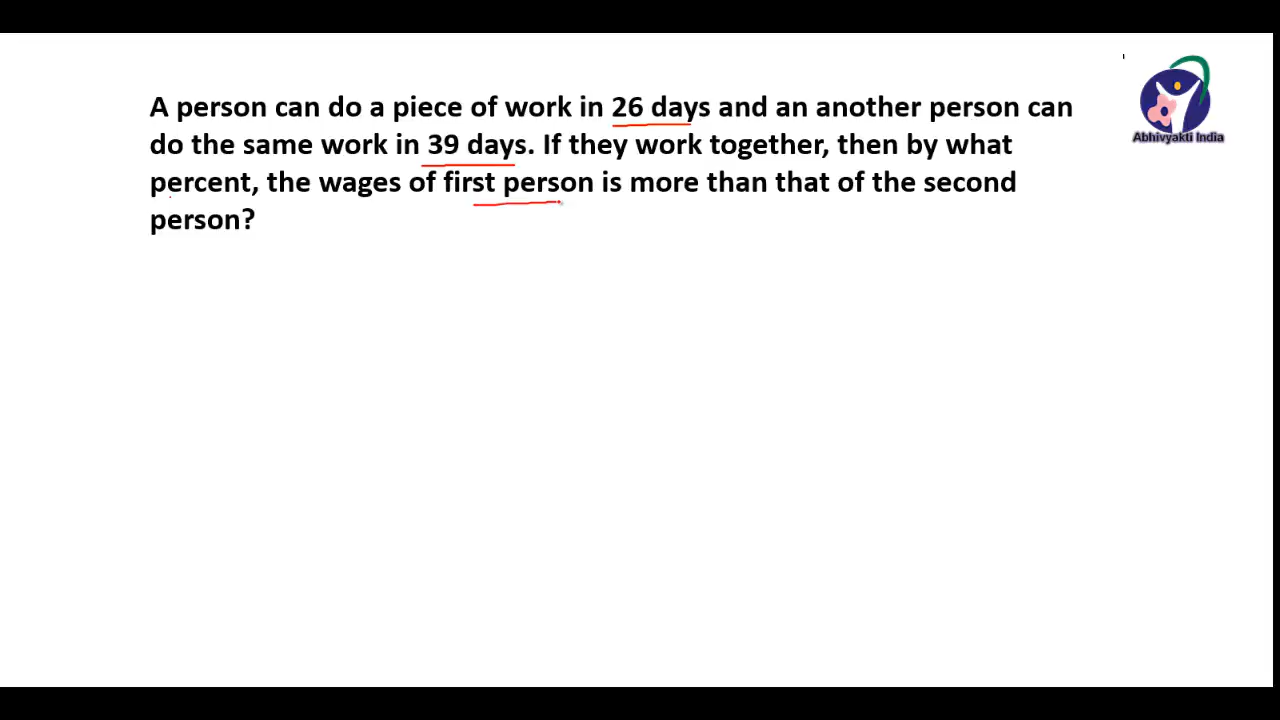 A person can do a piece of work in 26 days and an another person can
do the same work in 39 days. If they work together, then by what
percent, the wages of first person is more than that of the second
person?
Abhivyakti India